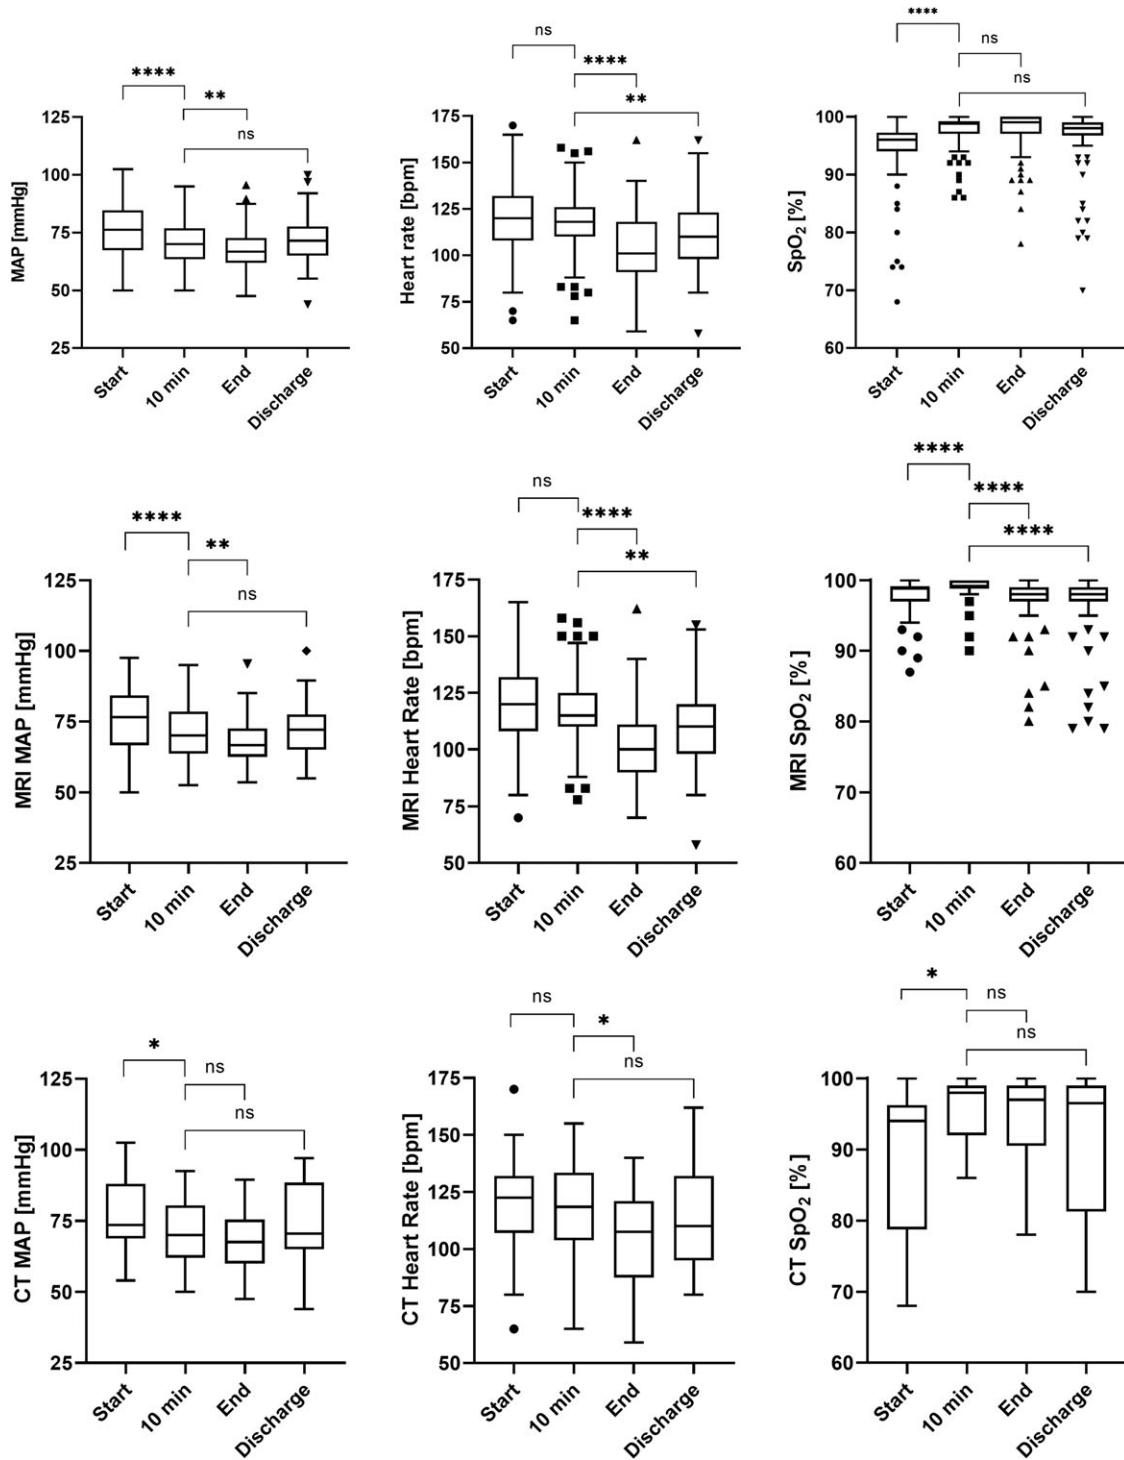 ****
**
ns
125
100
75
50
25
MAP [mmHg]
Start
10 min
End
Discharge
ns
****
**
175
150
125
100
75
50
Heart rate [bpm]
Start
10 min
End
Discharge
****
ns
ns
100
90
80
70
60
SpO2 [%]
Start
10 min
End
Discharge
****
**
ns
125
100
75
50
25
MRI MAP [mmHg]
Start
10 min
End
Discharge
ns
****
**
175
150
125
100
75
50
MRI Heart Rate [bpm]
Start
10 min
End
Discharge
****
****
****
100
90
80
70
60
MRI SpO2 [%]
Start
10 min
End
Discharge
*
ns
ns
125
100
75
50
25
CT MAP [mmHg]
Start
10 min
End
Discharge
ns
*
ns
175
150
125
100
75
50
CT Heart Rate [bpm]
Start
10 min
End
Discharge
*
ns
ns
100
90
80
70
60
CT SpO2 [%]
Start
10 min
End
Discharge